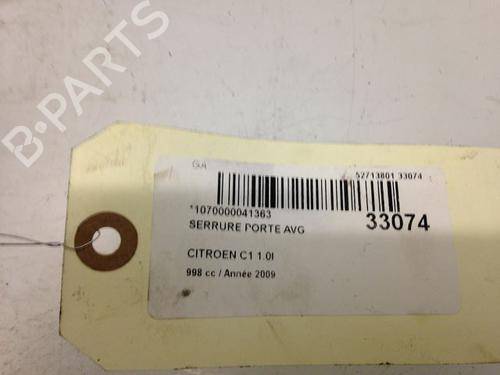 B·PARTS
GA
52713801 33074
*1070000041363
33074
SERRURE PORTE AVG
CITROEN C1 1.0I
998 cc / Année 2009